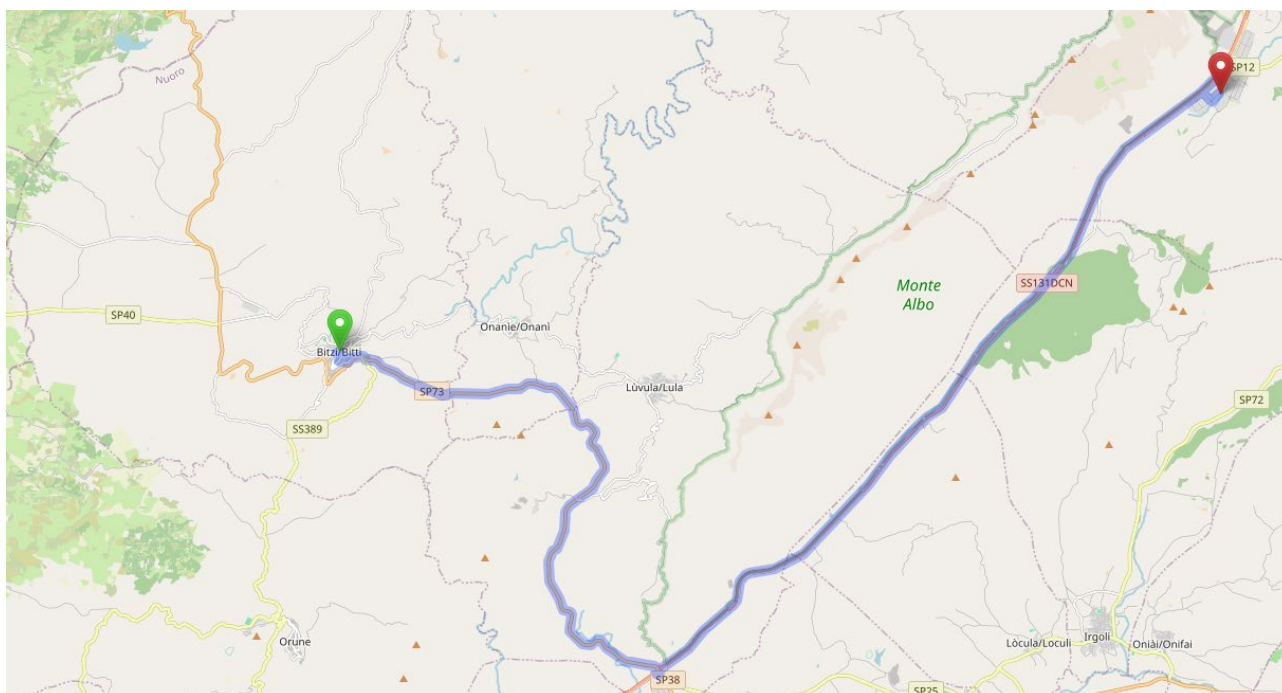 SP12
Nuoro
Monte
Albo
SS131DCN
SP40
Onanìe/Onanì
Bitzi/Bitti
Lùvula/Lula
SP73
SP72
SS389
Orune
Irgoli
Lòcula/Loculi
Oniài/Onifai
SP38
SP25